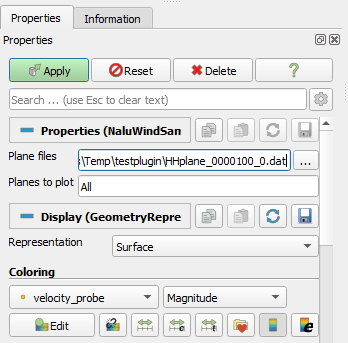 Properties Information
Properties
Apply Reset Delete ?
Search ... (use Esc to clear text)
Properties (NaluWindSan
Plane files :\Temp\testplugin\HHplane_0000100_0.dat ...
Planes to plot All
Display (GeometryRepre
Representation Surface
Coloring
velocity_probe Magnitude
Edit